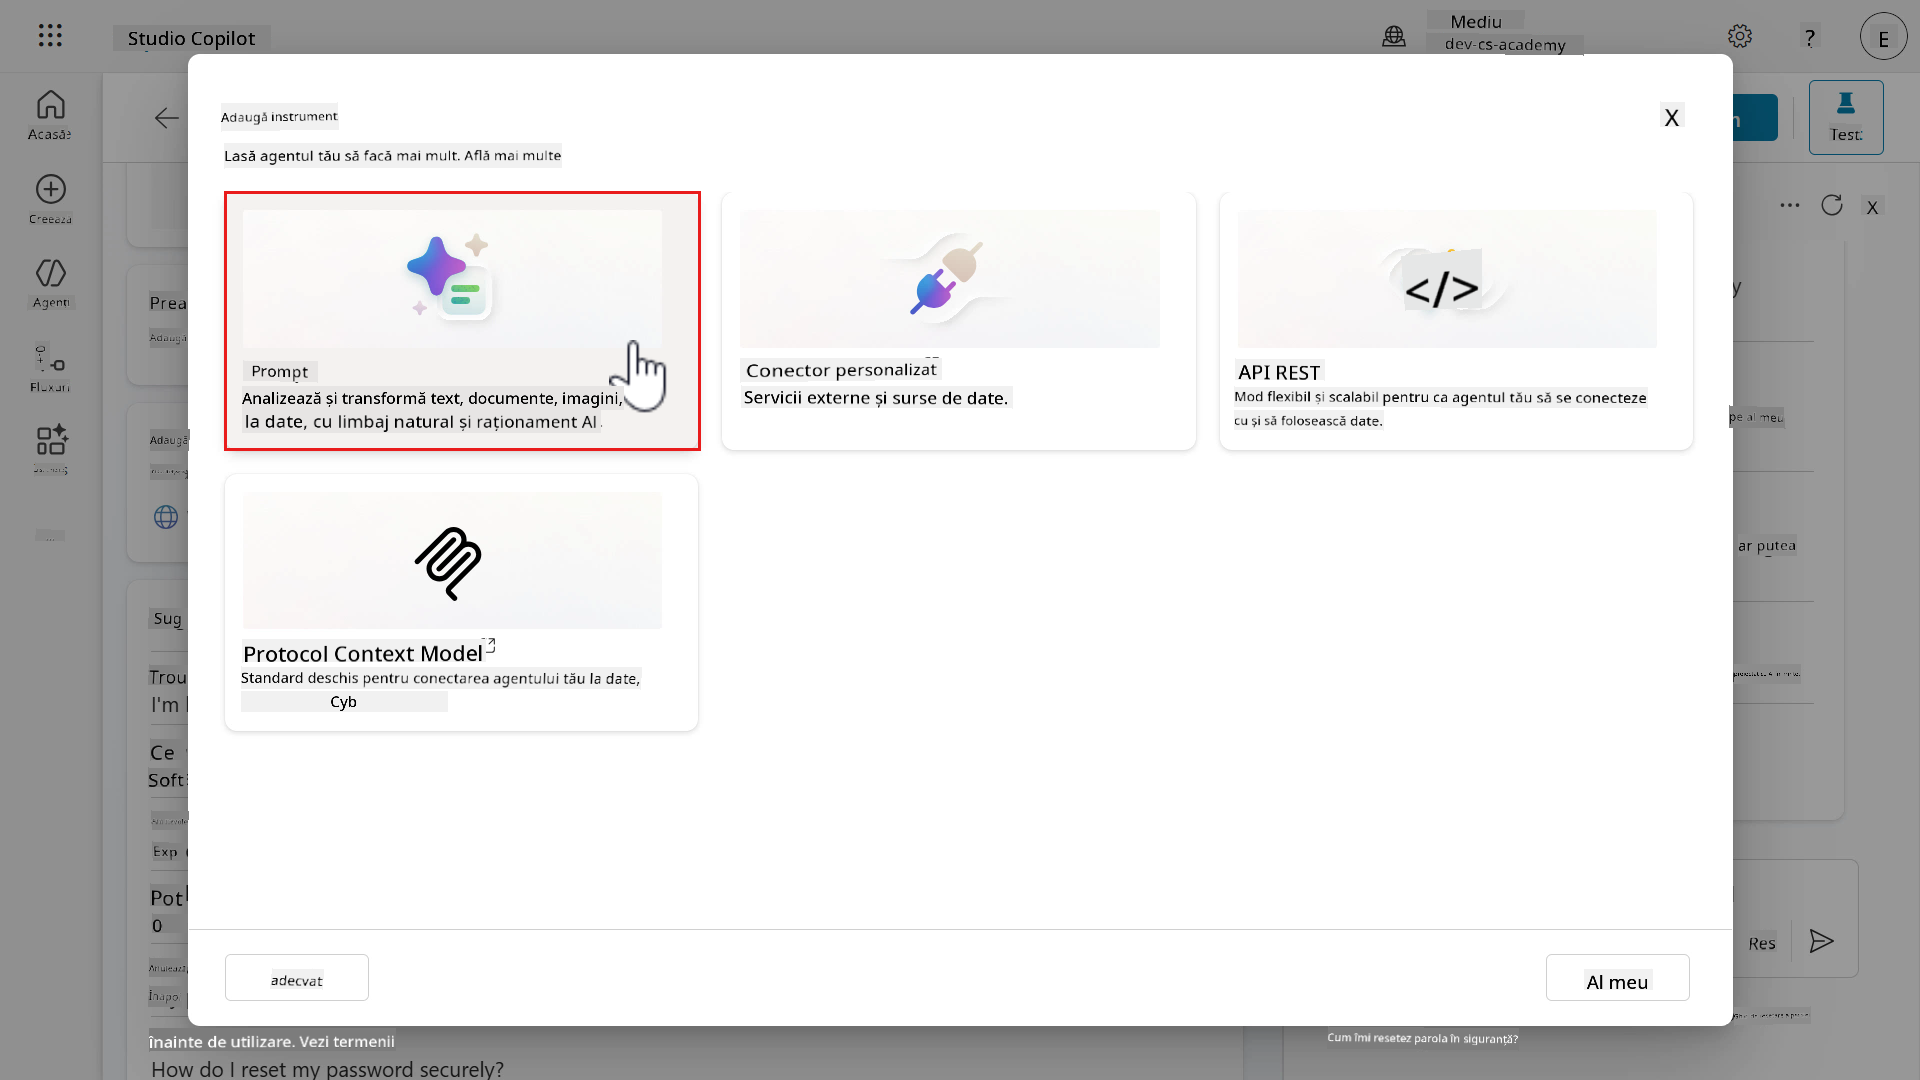 Studio Copilot
Mediu
dev-cs-academy
?
E
Acasăe
Creeaza
Agenti
Fluxuri
Test:
Adaugă instrument
X
Lasă agentul tău să facă mai mult. Află mai multe
Prompt
Analizează și transformă text, documente, imagini,
la date, cu limbaj natural și raționament AI.
Conector personalizat
Servicii externe și surse de date.
</>
API REST
Mod flexibil și scalabil pentru ca agentul tău să se conecteze
cu și să folosească date.
Protocol Context Model
Standard deschis pentru conectarea agentului tău la date,
Cyb
adecvat
Al meu
X
Prea
Adaugă
Adaugă
Sug
Trou
I'm
Ce
Soft
Exp
Pot
0
Înapo
pe al meu
ar putea
Res
înainte de utilizare. Vezi termenii
How do I reset my password securely?
Cum îmi resetez parola în siguranță?